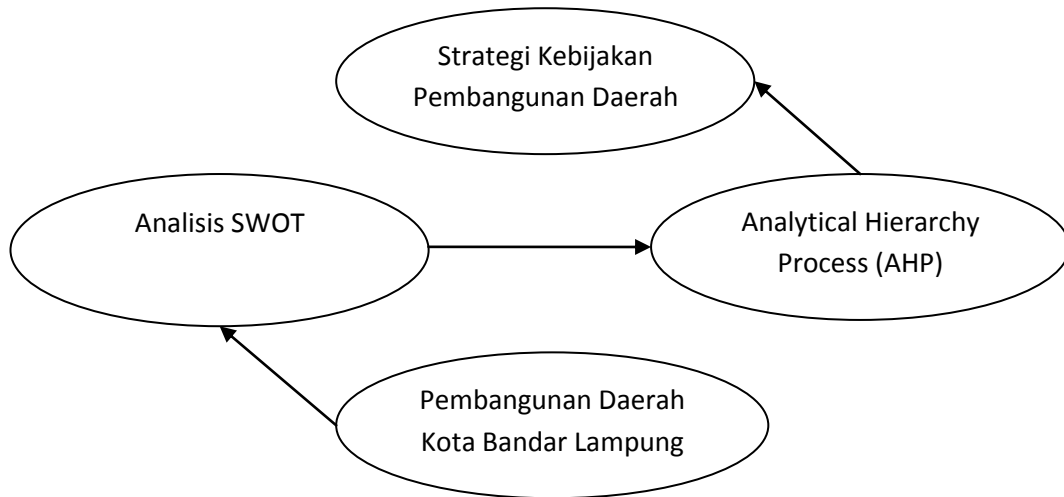 Strategi Kebijakan
Pembangunan Daerah
Analisis SWOT
Analytical Hierarchy
Process (AHP)
Pembangunan Daerah
Kota Bandar Lampung